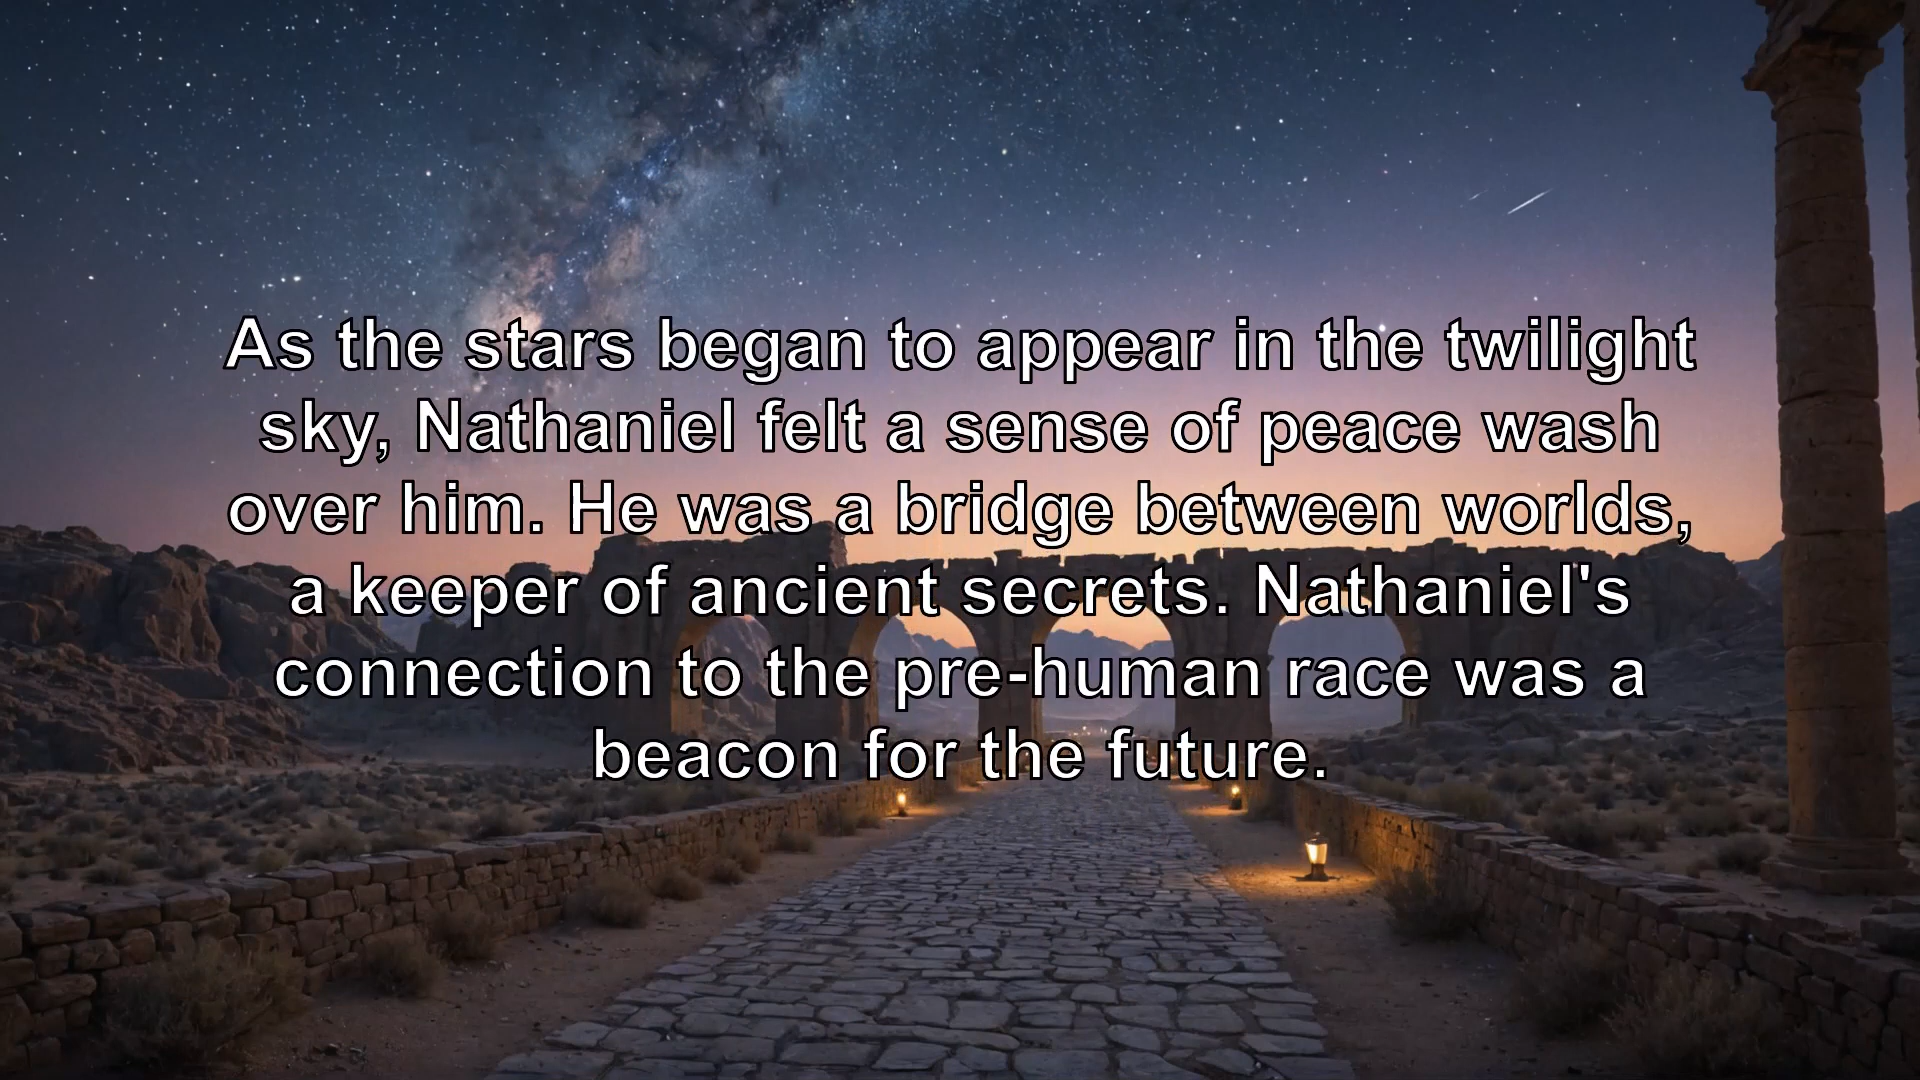 As the stars began to appear in the twilight
sky, Nathaniel felt a sense of peace wash
over him. He was a bridge between worlds,
a keeper of ancient secrets. Nathaniel's
connection to the pre-human race was a
beacon for the future.